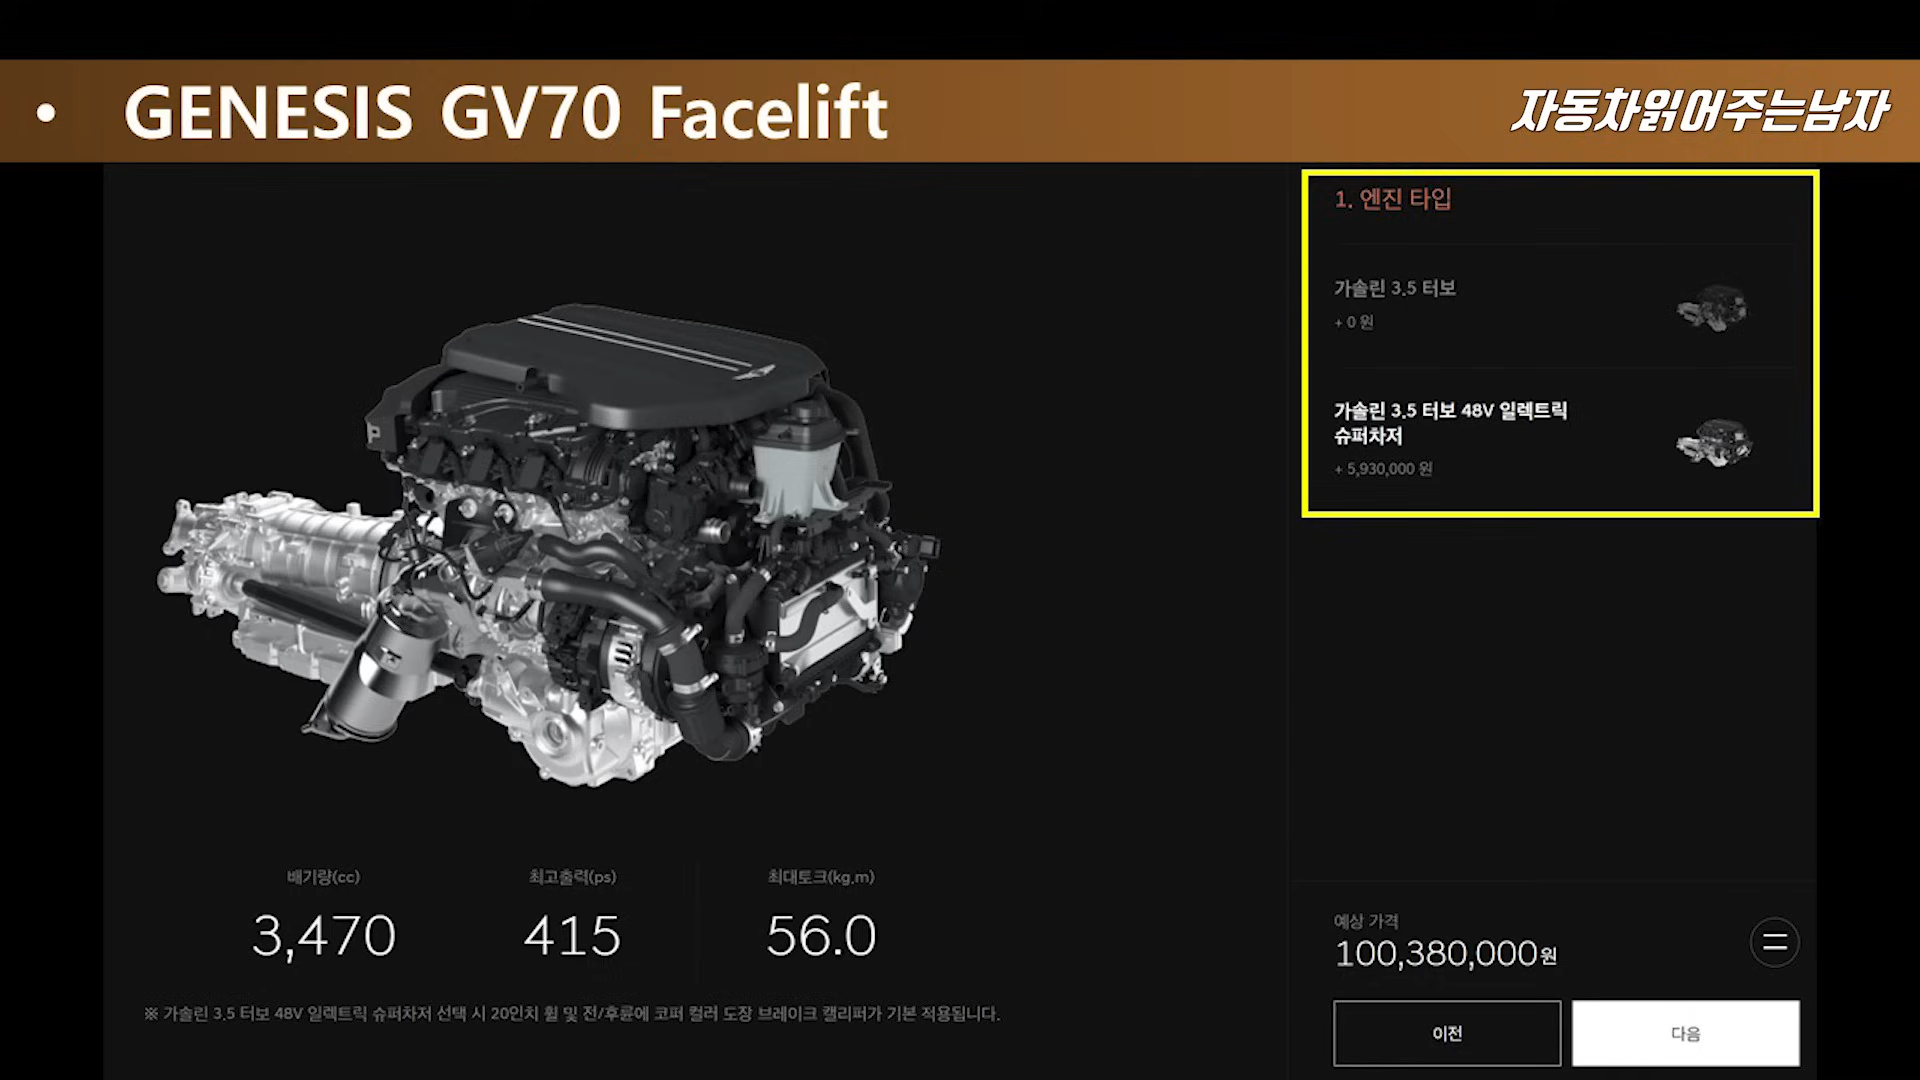 • GENESIS GV70 Facelift
자동차읽어주는남자
1. 엔진 타입
가솔린 3.5 터보
+ 0 원
가솔린 3.5 터보 48V 일렉트릭
슈퍼차저
+ 5,930,000 원
배기량(cc)
3,470
최고출력(ps)
415
최대토크(kg.m)
56.0
※ 가솔린 3.5 터보 48V 일렉트릭 슈퍼차저 선택 시 20인치 휠 및 전/후륜에 코퍼 컬러 도장 브레이크 캘리퍼가 기본 적용됩니다.
예상 가격
100,380,000원
이전
다음